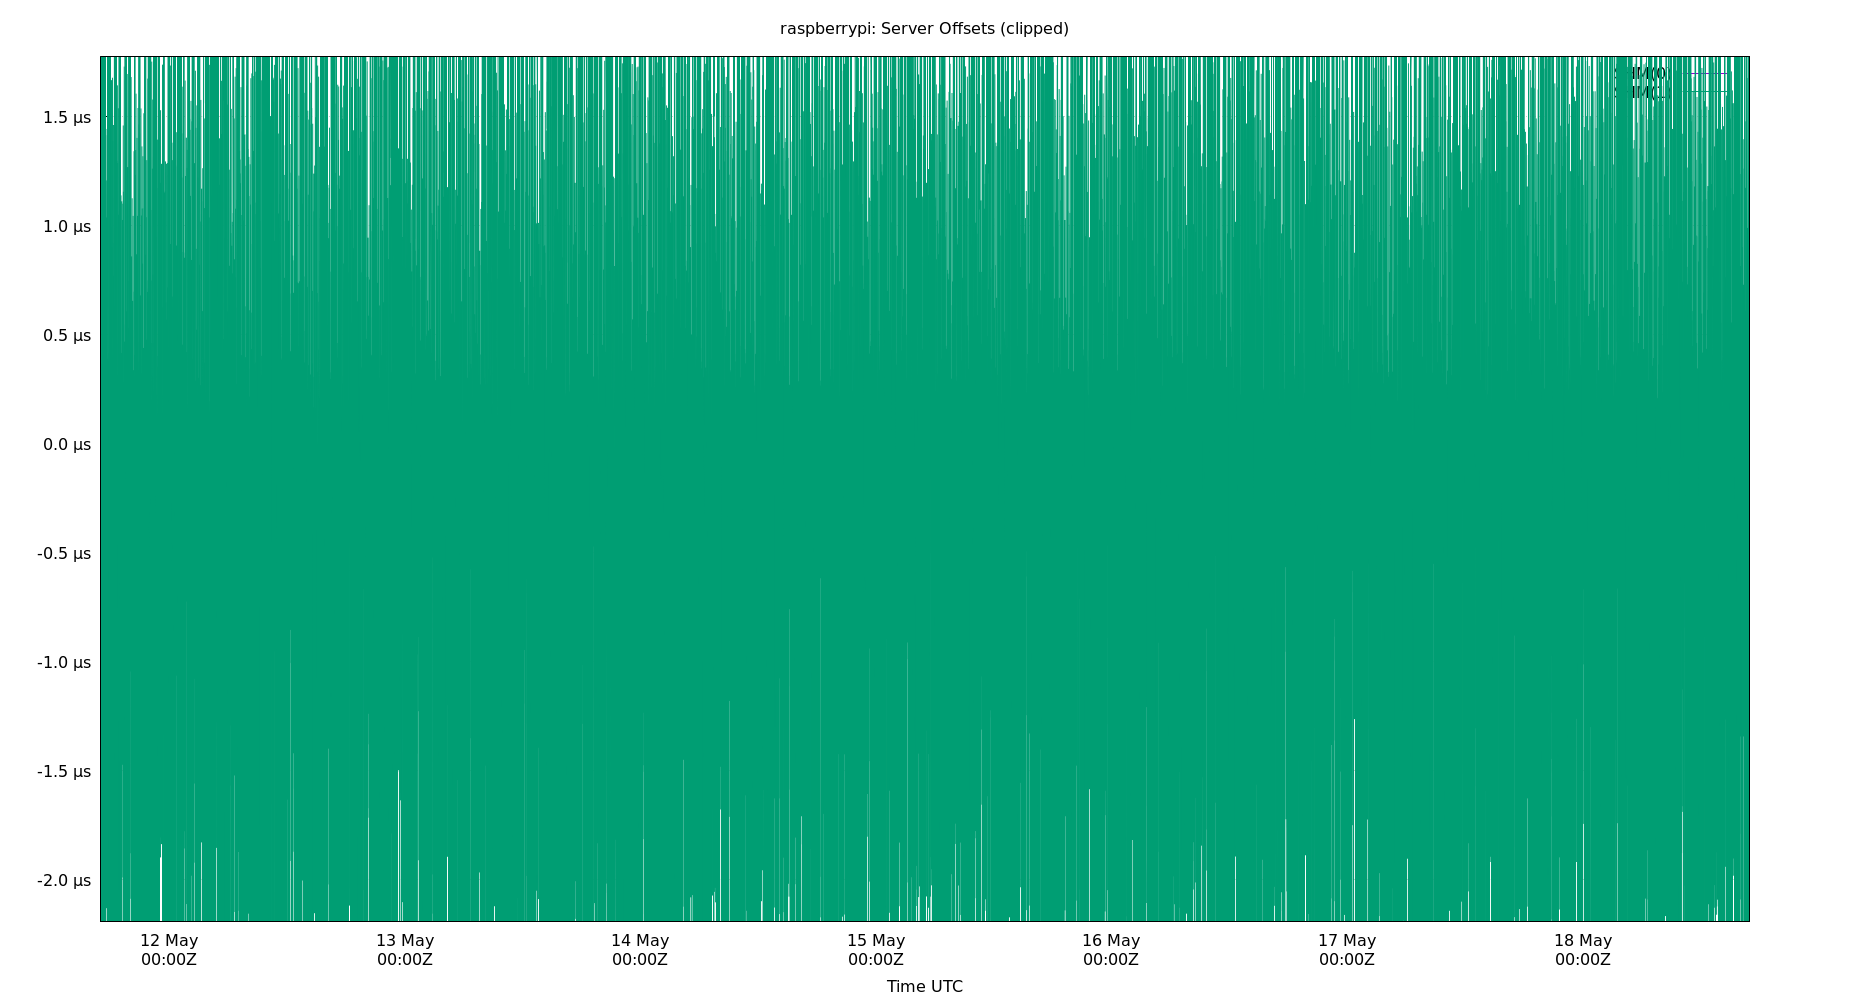 raspberrypi: Server Offsets (clipped)
SHM(0)
1.5 µs
1.0 µs
0.5 µs
0.0 µs
-0.5 µs
-1.0 µs
-1.5 µs
-2.0 µs
12 May 13 May 14 May 15 May 16 May 17 May 18 May
00:00Z 00:00Z 00:00Z 00:00Z 00:00Z 00:00Z 00:00Z
Time UTC